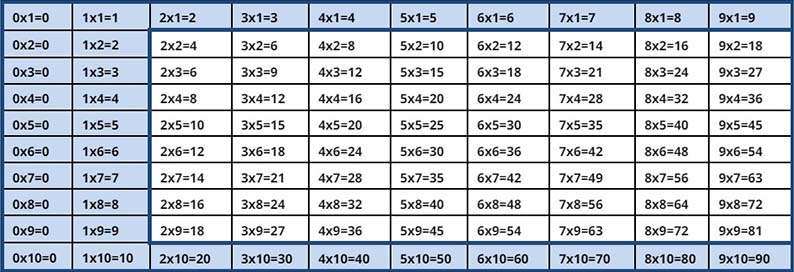 0x1=0 1x1=1 2x1=2 3x1=3 4x1=4 5x1=5 6x1=6 7x1=7 8x1=8 9x1=9
0x2=0 1x2=2 2x2=4 3x2=6 4x2=8 5x2=10 6x2=12 7x2=14 8x2=16 9x2=18
0x3=0 1x3=3 2x3=6 3x3=9 4x3=12 5x3=15 6x3=18 7x3=21 8x3=24 9x3=27
0x4=0 1x4=4 2x4=8 3x4=12 4x4=16 5x4=20 6x4=24 7x4=28 8x4=32 9x4=36
0x5=0 1x5=5 2x5=10 3x5=15 4x5=20 5x5=25 6x5=30 7x5=35 8x5=40 9x5=45
0x6=0 1x6=6 2x6=12 3x6=18 4x6=24 5x6=30 6x6=36 7x6=42 8x6=48 9x6=54
0x7=0 1x7=7 2x7=14 3x7=21 4x7=28 5x7=35 6x7=42 7x7=49 8x7=56 9x7=63
0x8=0 1x8=8 2x8=16 3x8=24 4x8=32 5x8=40 6x8=48 7x8=56 8x8=64 9x8=72
0x9=0 1x9=9 2x9=18 3x9=27 4x9=36 5x9=45 6x9=54 7x9=63 8x9=72 9x9=81
0x10=0 1x10=10 2x10=20 3x10=30 4x10=40 5x10=50 6x10=60 7x10=70 8x10=80 9x10=90